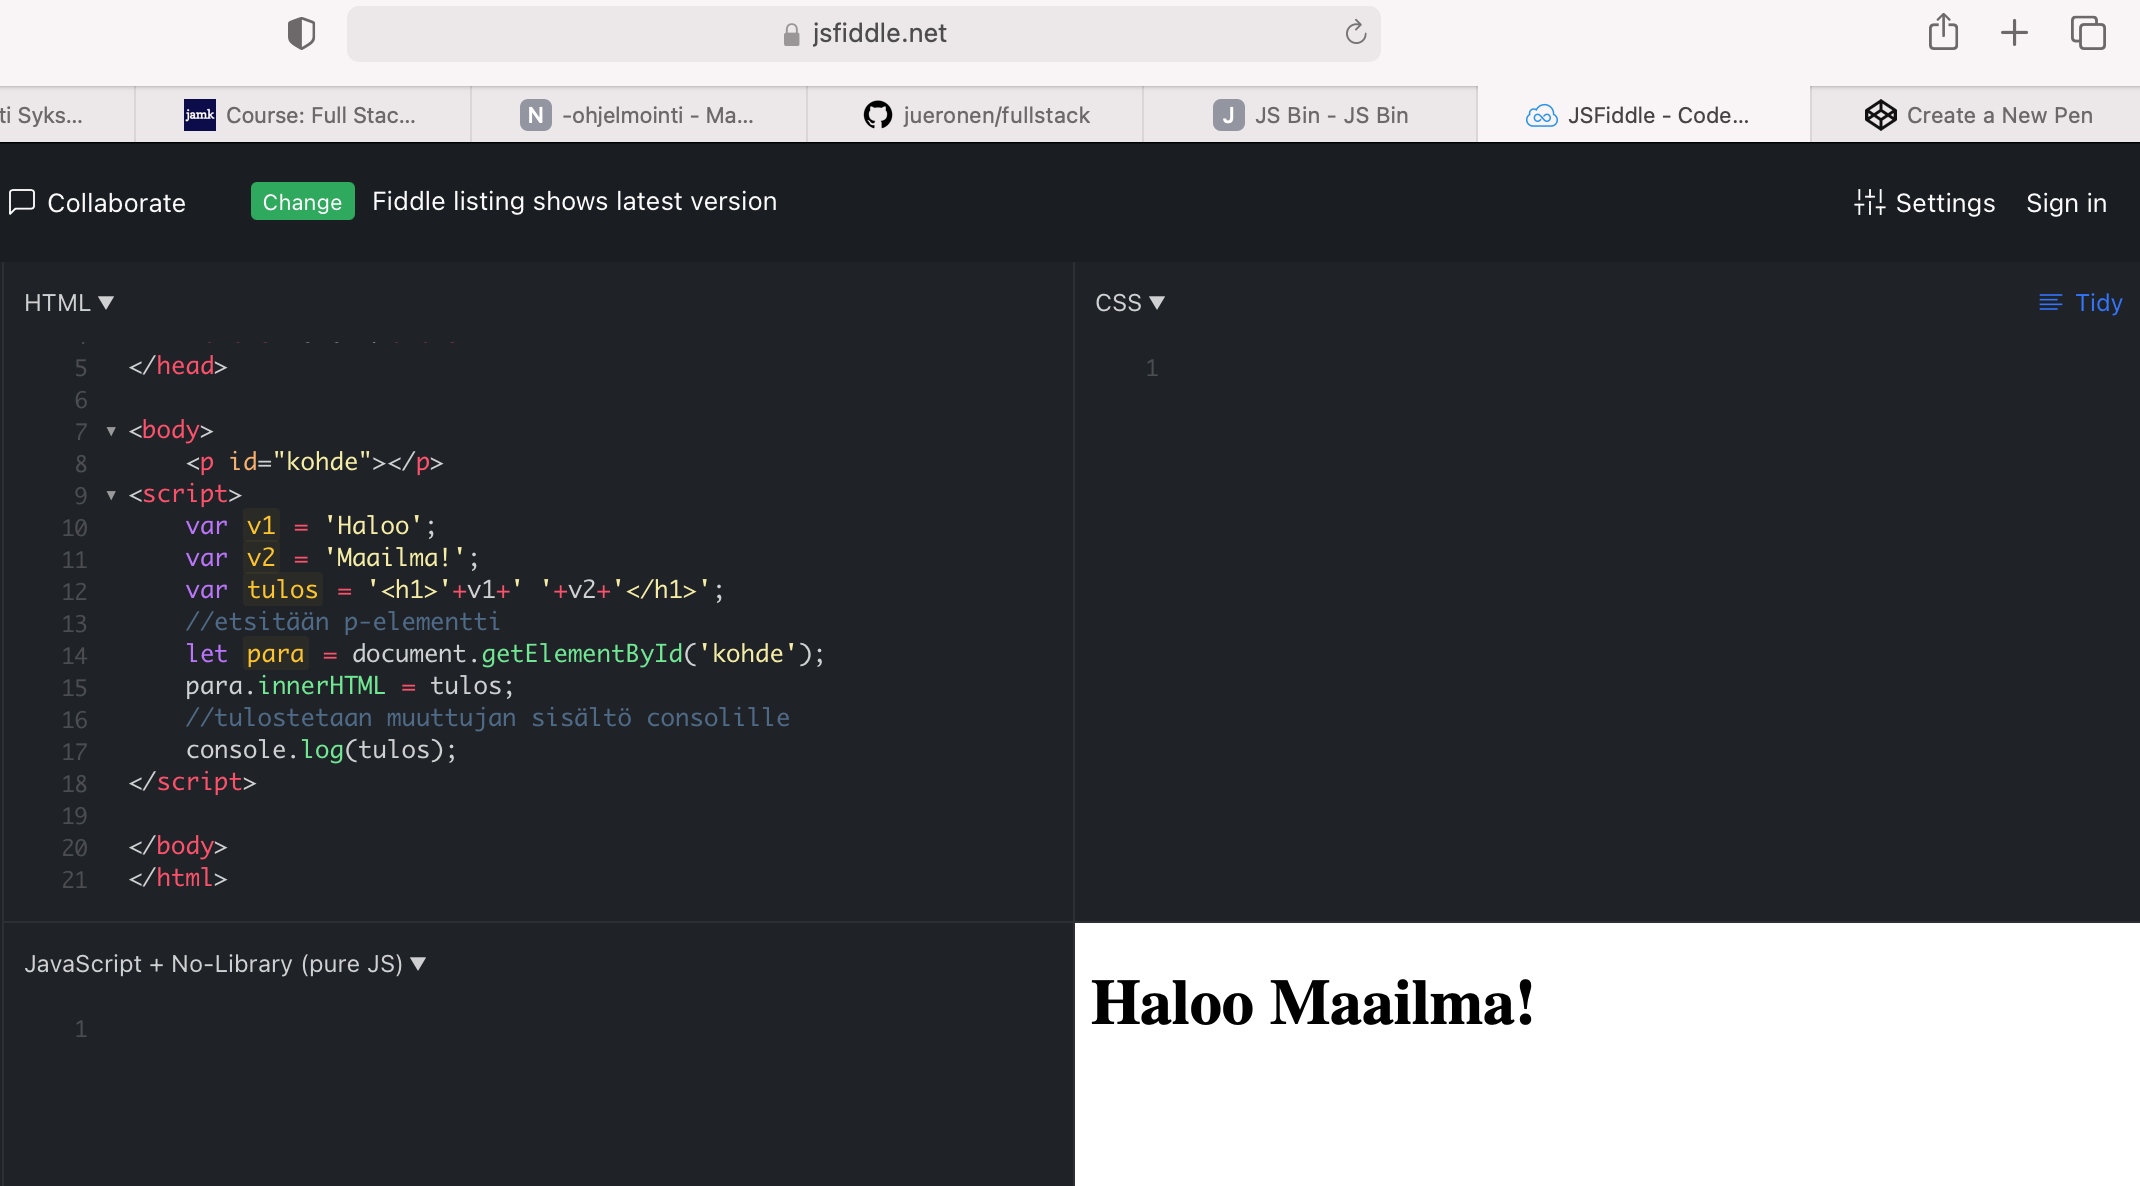 jsfiddle.net
ti Syks...
jamk Course: Full Stac...
N -ohjelmointi - Ma...
jueronen/fullstack
J JS Bin - JS Bin
JSFiddle - Code...
Create a New Pen
Collaborate
Change Fiddle listing shows latest version
Settings
Sign in
HTML ▼
5 </head>
6
7 ▼ <body>
8 <p id="kohde"></p>
9 ▼ <script>
10 var v1 = 'Haloo';
11 var v2 = 'Maailma!';
12 var tulos = '<h1>'+v1+' '+v2+'</h1>';
13 //etsitään p-elementti
14 let para = document.getElementById('kohde');
15 para.innerHTML = tulos;
16 //tulostetaan muuttujan sisältö consolille
17 console.log(tulos);
18 </script>
19
20 </body>
21 </html>
CSS ▼
Tidy
1
JavaScript + No-Library (pure JS) ▼
1
Haloo Maailma!